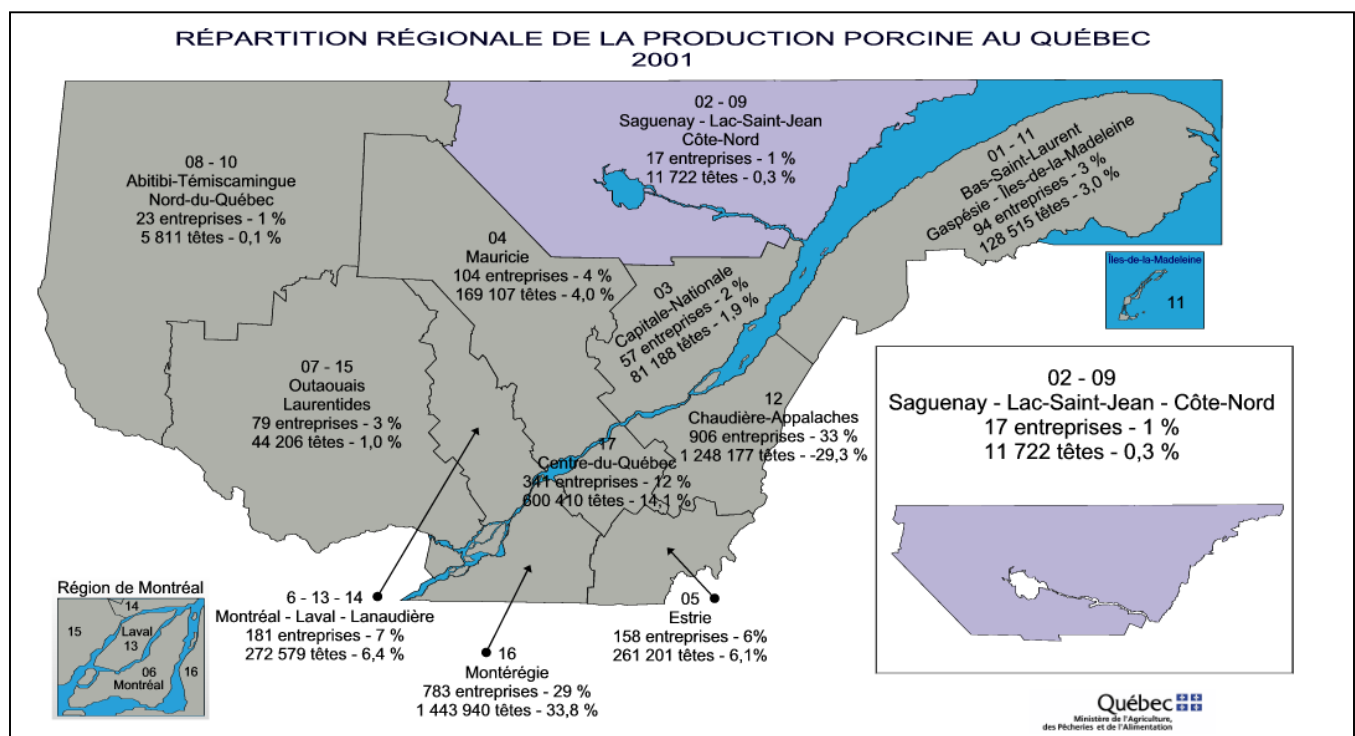 RÉPARTITION RÉGIONALE DE LA PRODUCTION PORCINE AU QUÉBEC
2001
02 - 09
Saguenay - Lac-Saint-Jean
Côte-Nord
17 entreprises - 1 %
11 722 têtes - 0,3 %
01 - 11
Bas-Saint-Laurent
Gaspésie - Îles-de-la-Madeleine
94 entreprises - 3 %
128 515 têtes - 3,0 %
08 - 10
Abitibi-Témiscamingue
Nord-du-Québec
23 entreprises - 1 %
5 811 têtes - 0,1 %
04
Mauricie
104 entreprises - 4 %
169 107 têtes - 4,0 %
03
Capitale-Nationale
57 entreprises - 2 %
81 188 têtes - 1,9 %
Îles-de-la-Madeleine
11
07 - 15
Outaouais
Laurentides
79 entreprises - 3 %
44 206 têtes - 1,0 %
12
Chaudière-Appalaches
906 entreprises - 33 %
1 248 177 têtes - -29,3 %
17
Centre-du-Québec
341 entreprises - 12 %
600 410 têtes - 14,1 %
02 - 09
Saguenay - Lac-Saint-Jean - Côte-Nord
17 entreprises - 1 %
11 722 têtes - 0,3 %
Région de Montréal
14
15
Laval
13
06
Montréal
16
6 - 13 - 14
Montréal - Laval - Lanaudière
181 entreprises - 7 %
272 579 têtes - 6,4 %
16
Montérégie
783 entreprises - 29 %
1 443 940 têtes - 33,8 %
05
Estrie
158 entreprises - 6%
261 201 têtes - 6,1%
Québec
Ministère de l'Agriculture,
des Pêcheries et de l'Alimentation